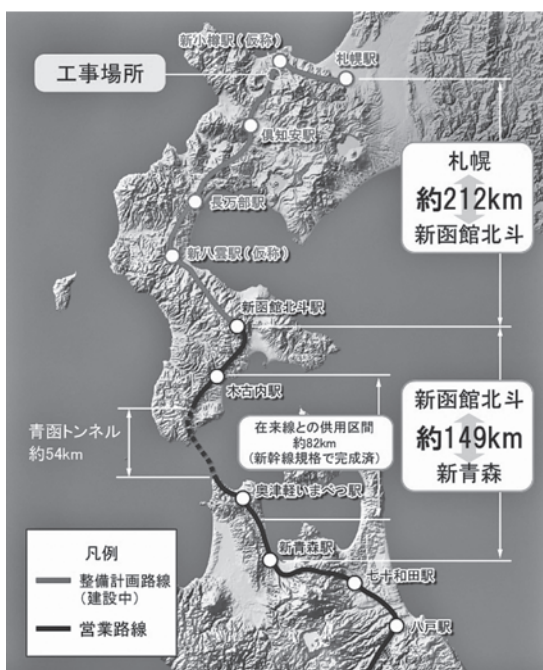 新小樽駅(仮称)
札幌駅
工事場所
倶知安駅
札幌
約212km
新函館北斗
長万部駅
新八雲駅(仮称)
新函館北斗駅
木古内駅
新函館北斗
約149km
新青森
在来線との供用区間
約82km
(新幹線規格で完成済)
青函トンネル
約54km
奥津軽いまべつ駅
新青森駅
七十和田駅
八戸駅
凡例
整備計画路線
(建設中)
営業路線